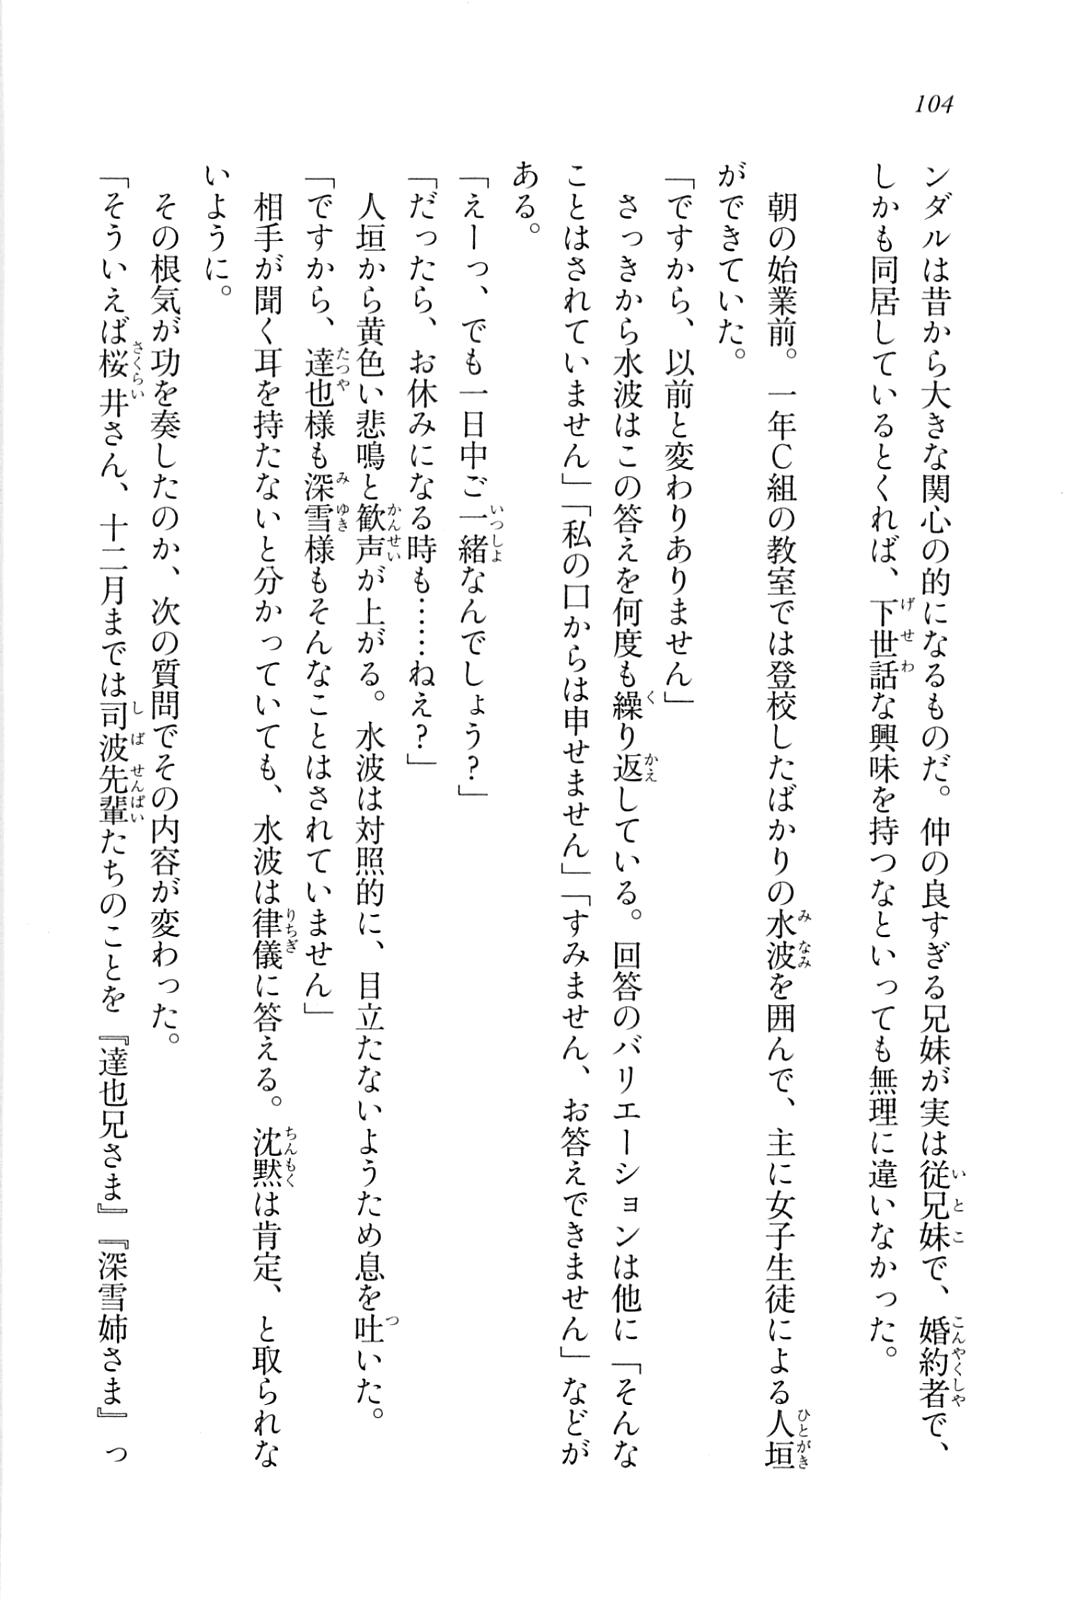 104
ンダルは昔から大きな関心の的になるものだ。仲の良すぎる兄妹が実は従兄妹で、婚約者で、
しかも同居しているとくれば、下世話な興味を持つなといっても無理に違いなかった。
朝の始業前。一年C組の教室では登校したばかりの水波を囲んで、主に女子生徒による人垣
ができていた。
「ですから、以前と変わりありません」
さっきから水波はこの答えを何度も繰り返している。回答のバリエーションは他に「そんな
ことはされていません」「私の口からは申せません」「すみません、お答えできません」などが
ある。
「えーっ、でも一日中ご一緒なんでしょう?」
「だったら、お休みになる時も……ねえ?」
人垣から黄色い悲鳴と歓声が上がる。水波は対照的に、目立たないようため息を吐いた。
「ですから、達也様も深雪様もそんなことはされていません」
相手が聞く耳を持たないと分かっていても、水波は律儀に答える。沈黙は肯定、と取られな
いように。
その根気が功を奏したのか、次の質問でその内容が変わった。
「そういえば桜井さん、十二月までは司波先輩たちのことを『達也兄さま』『深雪姉さま』っ